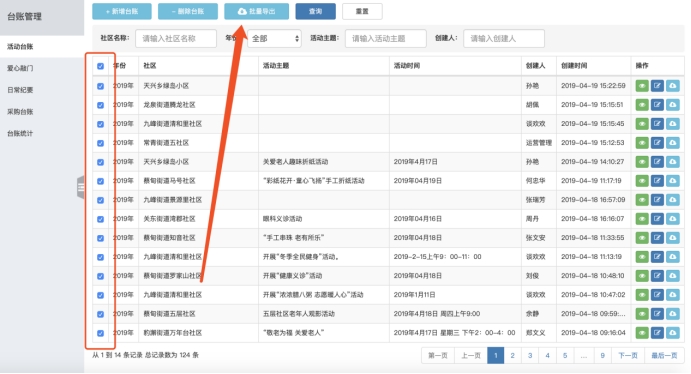 台账管理
活动台账
爱心敲门
日常纪要
采购台账
台账统计
+ 新增台账 − 删除台账 批量导出 查询 重置
社区名称: 请输入社区名称 年份 全部 活动主题: 请输入活动主题 创建人: 请输入创建人
年份 社区 活动主题 活动时间 创建人 创建时间 操作
2019年 天兴乡绿岛小区 孙艳 2019-04-19 15:22:59
2019年 龙泉街道腾龙社区 胡佩 2019-04-19 15:15:51
2019年 九峰街道清和里社区 谈欢欢 2019-04-19 15:15:45
2019年 常青街道五社区 运营管理 2019-04-19 15:12:53
2019年 天兴乡绿岛小区 关爱老人趣味折纸活动 2019年4月17日 孙艳 2019-04-19 14:10:27
2019年 蔡甸街道马号社区 “彩纸花开·童心飞扬”手工折纸活动 2019年04月19日 何忠华 2019-04-19 11:17:19
2019年 九峰街道景源里社区 张瑞芳 2019-04-18 16:57:09
2019年 关东街道湾郡社区 眼科义诊活动 2019年04月16日 周丹 2019-04-18 16:16:07
2019年 蔡甸街道知音社区 “手工串珠 老有所乐” 2019年04月18日 张文安 2019-04-18 11:33:55
2019年 九峰街道清和里社区 开展“冬季全民健身”活动。 2019-2-15上午9：00-11：00 谈欢欢 2019-04-18 11:13:19
2019年 蔡甸街道罗家山社区 开展“健康义诊”活动 2019年04月18日 刘俊 2019-04-18 10:48:10
2019年 九峰街道清和里社区 开展“浓浓腊八粥 志愿暖人心”活动 2019年1月11日 谈欢欢 2019-04-18 10:47:02
2019年 蔡甸街道五层社区 五层社区老年人观影活动 2019年4月18日 周四上午9:00 余静 2019-04-18 09:59:...
2019年 豹澥街道万年台社区 “敬老为福 关爱老人” 2019年4月17日 星期三 下午2：00-4：00 郑文义 2019-04-18 09:16:04
从 1 到 14 条记录 总记录数为 124 条 第一页 上一页 1 2 3 4 5 ... 9 下一页 最后一页